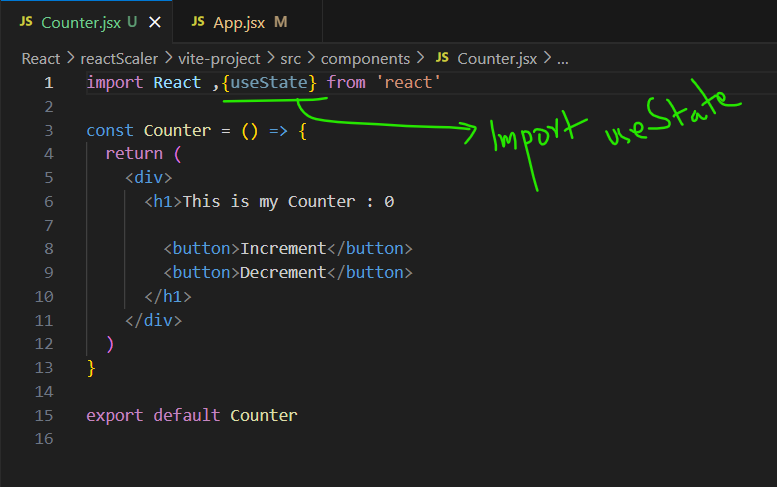 JS Counter.jsx U × JS App.jsx M
React > reactScaler > vite-project > src > components > JS Counter.jsx > ...
1 import React ,{useState} from 'react'
Import useState
2
3 const Counter = () => {
4 return (
5 <div>
6 <h1>This is my Counter : 0
7
8 <button>Increment</button>
9 <button>Decrement</button>
10 </h1>
11 </div>
12 )
13 }
14
15 export default Counter
16